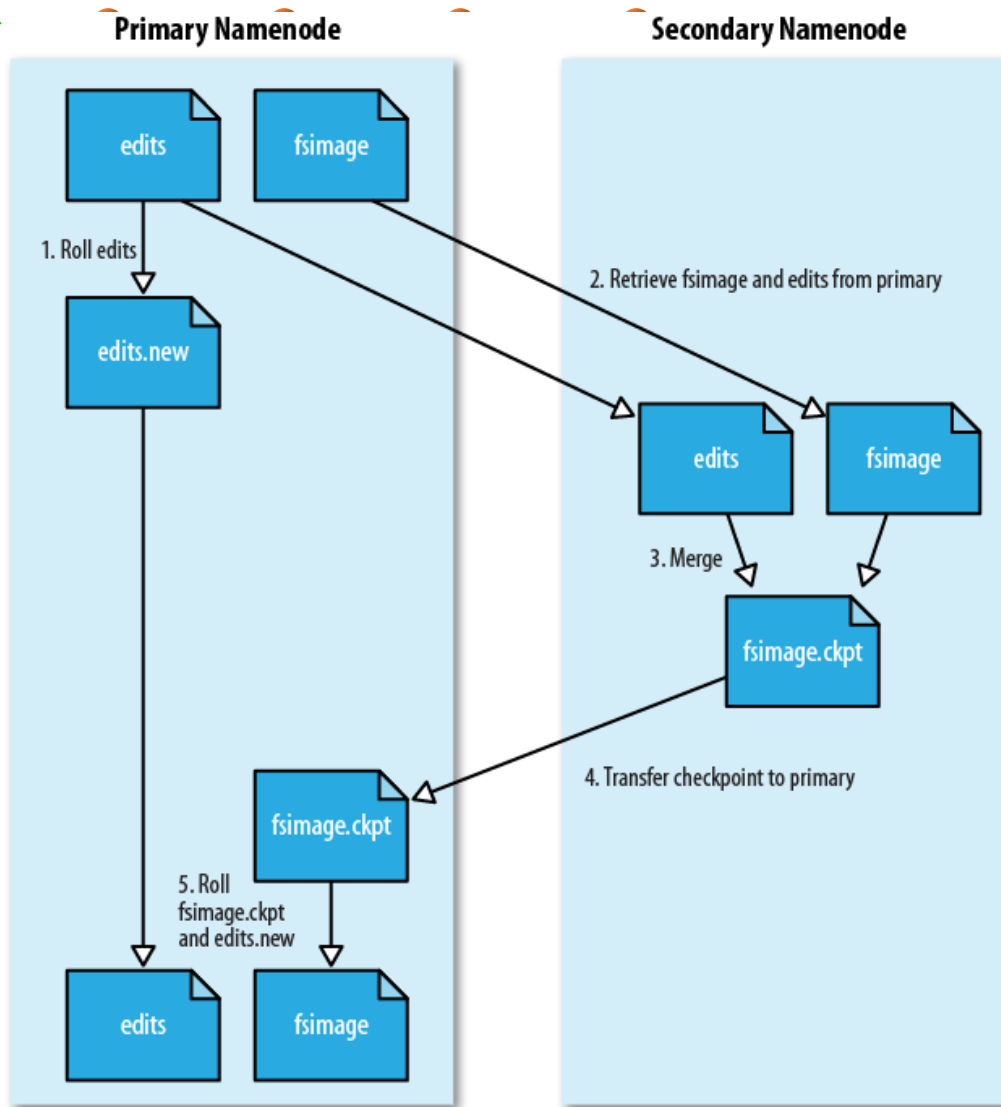 Primary Namenode
Secondary Namenode
edits
fsimage
1. Roll edits
2. Retrieve fsimage and edits from primary
edits.new
edits
fsimage
3. Merge
fsimage.ckpt
4. Transfer checkpoint to primary
fsimage.ckpt
5. Roll
fsimage.ckpt
and edits.new
edits
fsimage